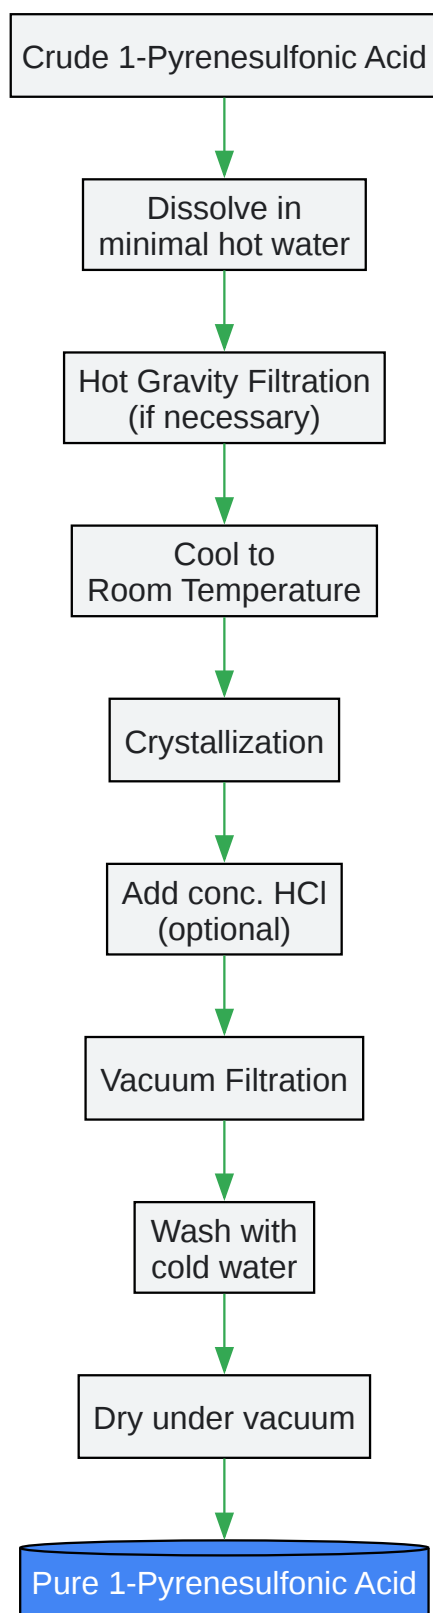 Crude 1-Pyrenesulfonic Acid
Dissolve in
minimal hot water
Hot Gravity Filtration
(if necessary)
Cool to
Room Temperature
Crystallization
Add conc. HCl
(optional)
Vacuum Filtration
Wash with
cold water
Dry under vacuum
Pure 1-Pyrenesulfonic Acid